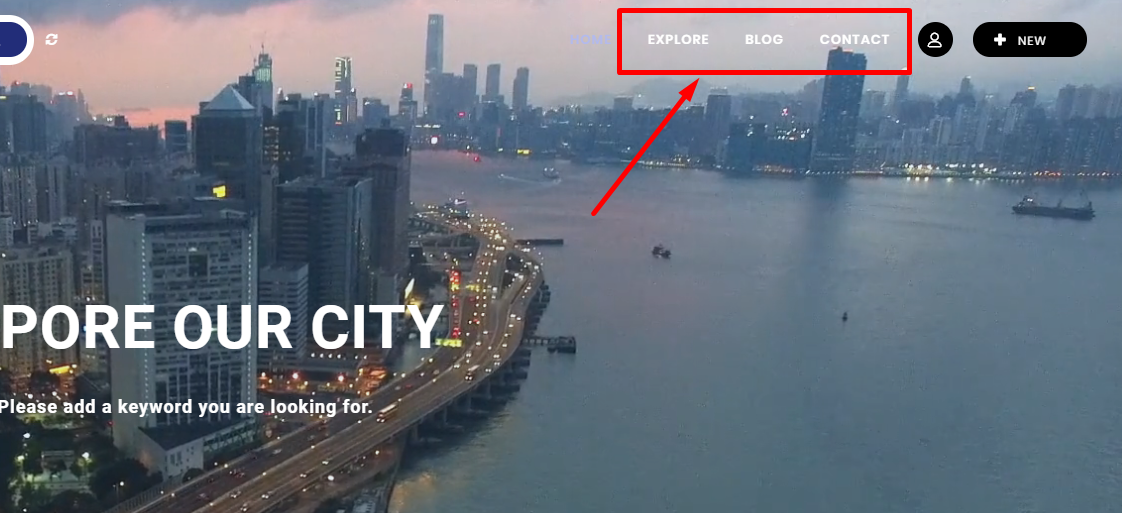 HOME
EXPLORE
BLOG
CONTACT
NEW
PORE OUR CITY
Please add a keyword you are looking for.